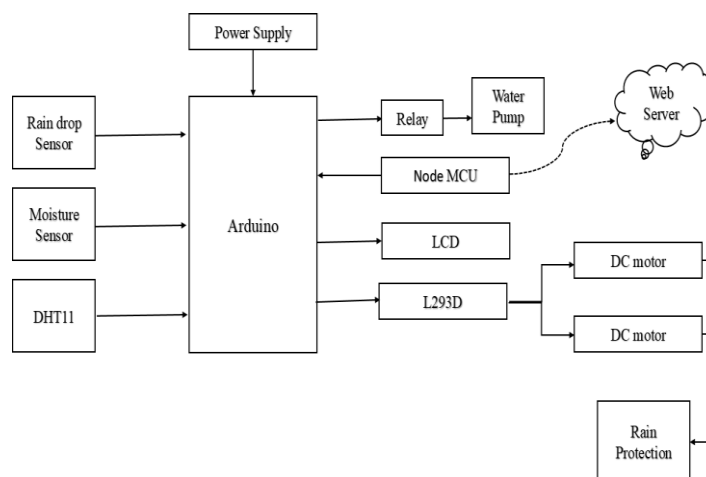 Power Supply
Rain drop
Sensor
Moisture
Sensor
DHT11
Arduino
Relay
Water
Pump
Node MCU
LCD
L293D
Web
Server
DC motor
DC motor
Rain
Protection